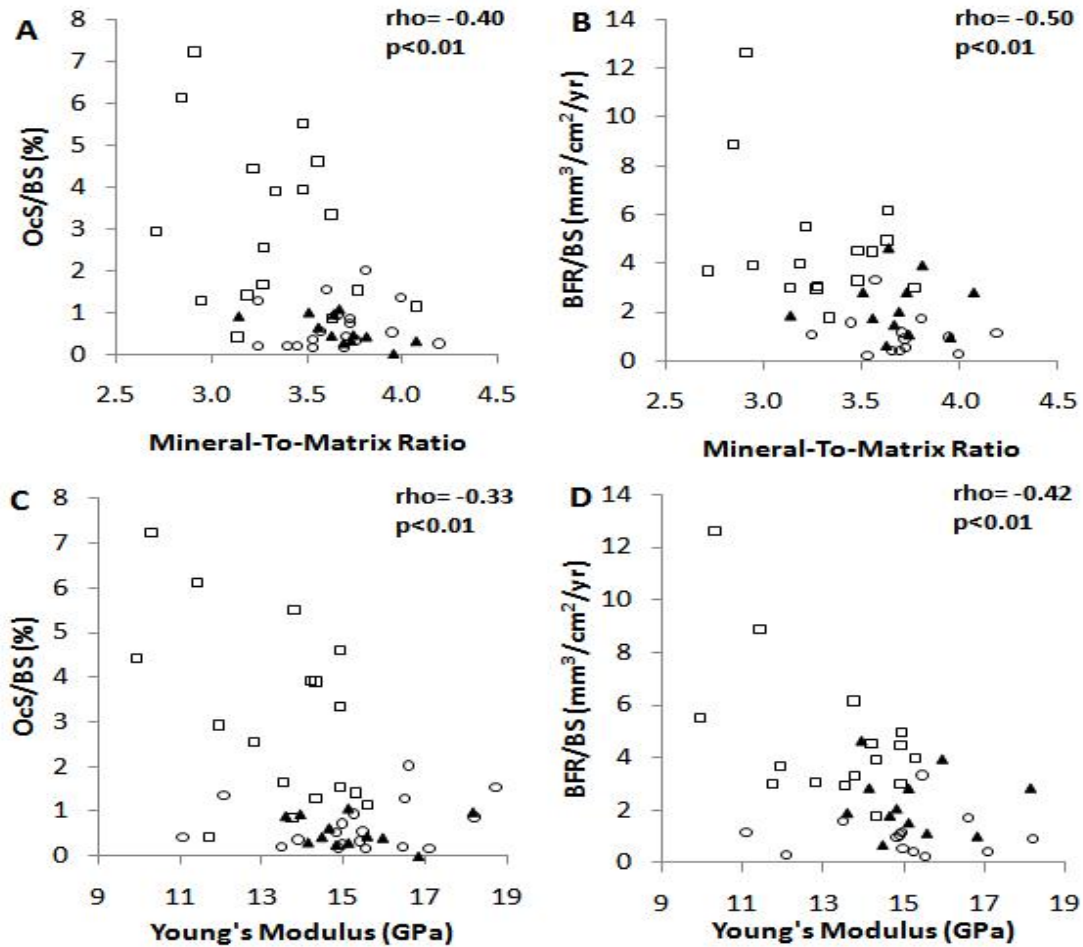 A
rho= -0.40
p<0.01
8
7
6
5
4
3
2
1
0
OcS/BS (%)
2.5 3.0 3.5 4.0 4.5
Mineral-To-Matrix Ratio
B
rho= -0.50
p<0.01
14
12
10
8
6
4
2
0
BFR/BS (mm³/cm²/yr)
2.5 3.0 3.5 4.0 4.5
Mineral-To-Matrix Ratio
C
rho= -0.33
p<0.01
8
7
6
5
4
3
2
1
0
OcS/BS (%)
9 11 13 15 17 19
Young's Modulus (GPa)
D
rho= -0.42
p<0.01
14
12
10
8
6
4
2
0
BFR/BS (mm³/cm²/yr)
9 11 13 15 17 19
Young's Modulus (GPa)